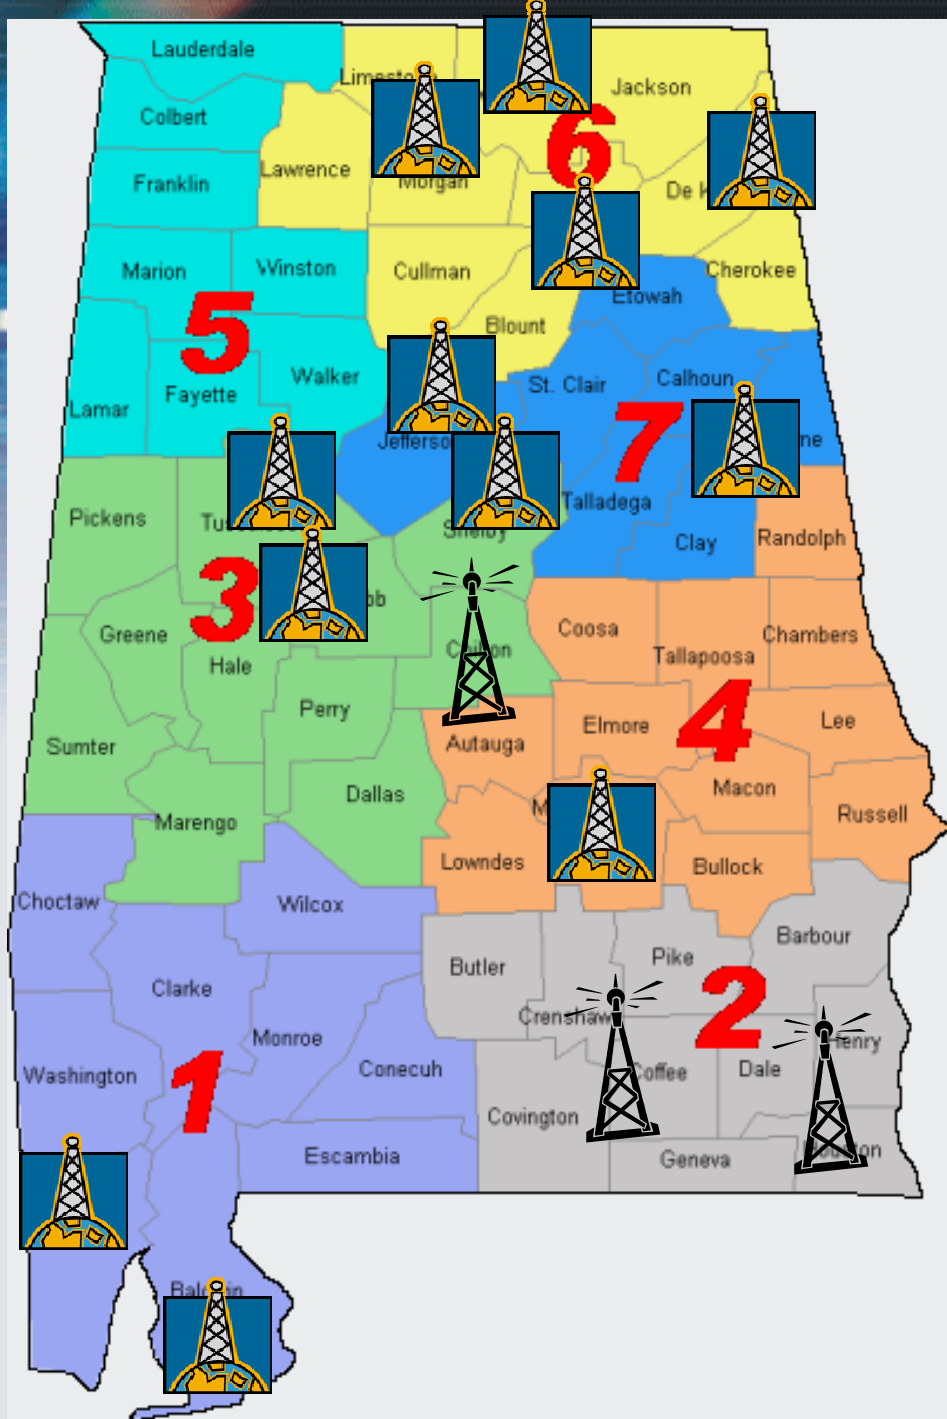 Lauderdale
Jackson
Colbert
Lawrence
Franklin
Morgan
Marion
Winston
Cullman
Cherokee
Etowah
Blount
Walker
St. Clair
Calhoun
Lamar
Fayette
Talladega
Pickens
Shelby
Clay
Randolph
Greene
Hale
Coosa
Chambers
Tallapoosa
Perry
Sumter
Autauga
Elmore
Lee
Dallas
Macon
Marengo
Russell
Lowndes
Bullock
Choctaw
Wilcox
Barbour
Butler
Pike
Clarke
Crenshaw
Monroe
Washington
Conecuh
Coffee
Dale
Covington
Escambia
Geneva
6
5
7
3
4
2
1